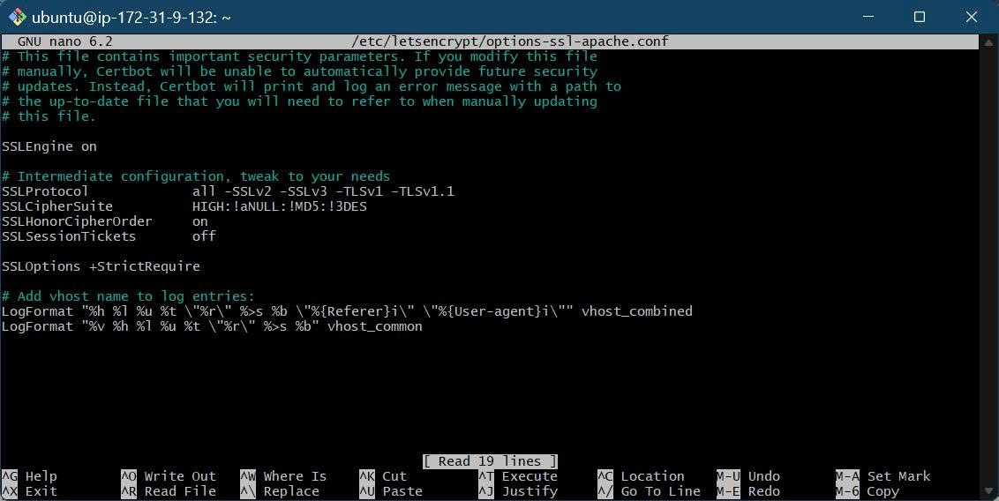 ubuntu@ip-172-31-9-132: ~
GNU nano 6.2 /etc/letsencrypt/options-ssl-apache.conf
# This file contains important security parameters. If you modify this file
# manually, Certbot will be unable to automatically provide future security
# updates. Instead, Certbot will print and log an error message with a path to
# the up-to-date file that you will need to refer to when manually updating
# this file.
SSLEngine on
# Intermediate configuration, tweak to your needs
SSLProtocol all -SSLv2 -SSLv3 -TLSv1 -TLSv1.1
SSLCipherSuite HIGH:!aNULL:!MD5:!3DES
SSLHonorCipherOrder on
SSLSessionTickets off
SSLOptions +StrictRequire
# Add vhost name to log entries:
LogFormat "%h %l %u %t \"%r\" %>s %b \"%{Referer}i\" \"%{User-agent}i\"" vhost_combined
LogFormat "%v %h %l %u %t \"%r\" %>s %b" vhost_common
[ Read 19 lines ]
^G Help ^O Write Out ^W Where Is ^K Cut ^T Execute ^C Location M-U Undo M-A Set Mark
^X Exit ^R Read File ^\ Replace ^U Paste ^J Justify ^/ Go To Line M-E Redo M-6 Copy